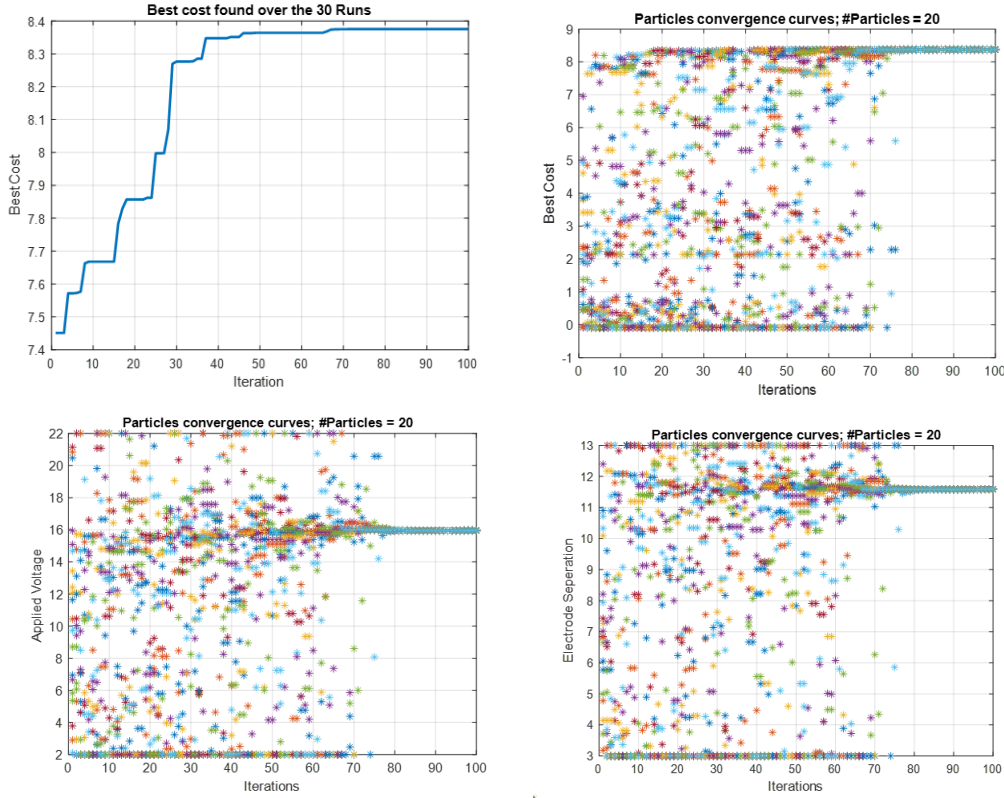 Best cost found over the 30 Runs
8.4
8.3
8.2
8.1
8
7.9
7.8
7.7
7.6
7.5
7.4
Best Cost
0 10 20 30 40 50 60 70 80 90 100
Iteration
Particles convergence curves; #Particles = 20
9
8
7
6
5
4
3
2
1
0
-1
Best Cost
0 10 20 30 40 50 60 70 80 90 100
Iterations
Particles convergence curves; #Particles = 20
22
20
18
16
14
12
10
8
6
4
2
Applied Voltage
0 10 20 30 40 50 60 70 80 90 100
Iterations
Particles convergence curves; #Particles = 20
13
12
11
10
9
8
7
6
5
4
3
Electrode Seperation
0 10 20 30 40 50 60 70 80 90 100
Iterations